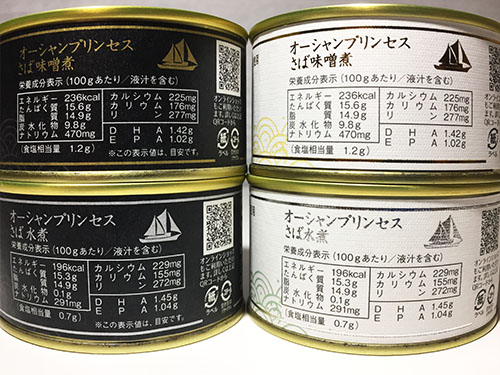 オーシャンプリンセス
さば味噌煮
栄養成分表示(100gあたり/液汁を含む)
エネルギー 236kcal カルシウム 225mg
たんぱく質 15.6g カリウム 176mg
脂質 14.9g リン 277mg
炭水化物 9.8g DHA 1.42g
ナトリウム 470mg EPA 1.02g
(食塩相当量 1.2g) ※この表示値は、目安です。
オーシャンプリンセス
さば味噌煮
栄養成分表示(100gあたり/液汁を含む)
エネルギー 236kcal カルシウム 225mg
たんぱく質 15.6g カリウム 176mg
脂質 14.9g リン 277mg
炭水化物 9.8g DHA 1.42g
ナトリウム 470mg EPA 1.02g
(食塩相当量 1.2g)
オーシャンプリンセス
さば水煮
栄養成分表示(100gあたり/液汁を含む)
エネルギー 196kcal カルシウム 229mg
たんぱく質 15.3g カリウム 155mg
脂質 14.9g リン 272mg
炭水化物 0.1g DHA 1.45g
ナトリウム 291mg EPA 1.04g
(食塩相当量 0.7g) ※この表示値は、目安です。
オーシャンプリンセス
さば水煮
栄養成分表示(100gあたり/液汁を含む)
エネルギー 196kcal カルシウム 229mg
たんぱく質 15.3g カリウム 155mg
脂質 14.9g リン 272mg
炭水化物 0.1g DHA 1.45g
ナトリウム 291mg EPA 1.04g
(食塩相当量 0.7g)